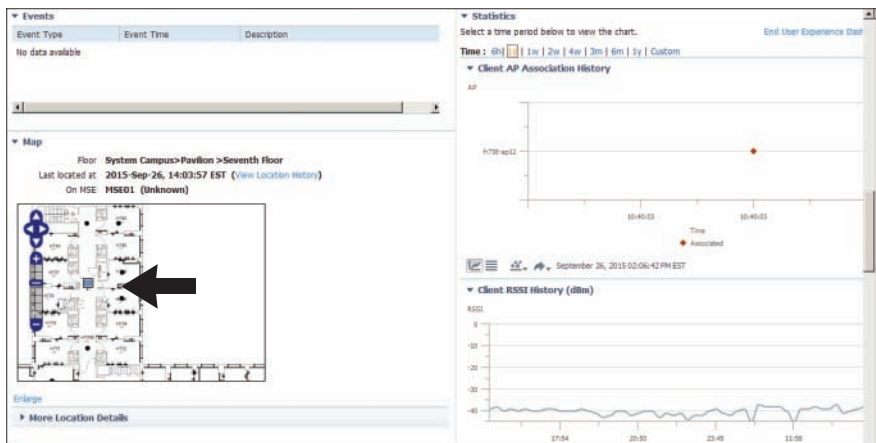 Events
Event Type Event Time Description
No data available
Map
Floor System Campus>Pavilion >Seventh Floor
Last located at 2015-Sep-26, 14:03:57 EST (View Location History)
On MSE MSE01 (Unknown)
Enlarge
More Location Details
Statistics
Select a time period below to view the chart. End User Experience Dash
Time : 6h| 1d | 1w | 2w | 4w | 3m | 6m | 1y | Custom
Client AP Association History
AP
h738-ap12
10:40:03 10:40:03
Time
Associated
September 26, 2015 02:06:42 PM EST
Client RSSI History (dBm)
RSSI
0
-10
-20
-30
-40
17:54 20:50 23:48 11:58